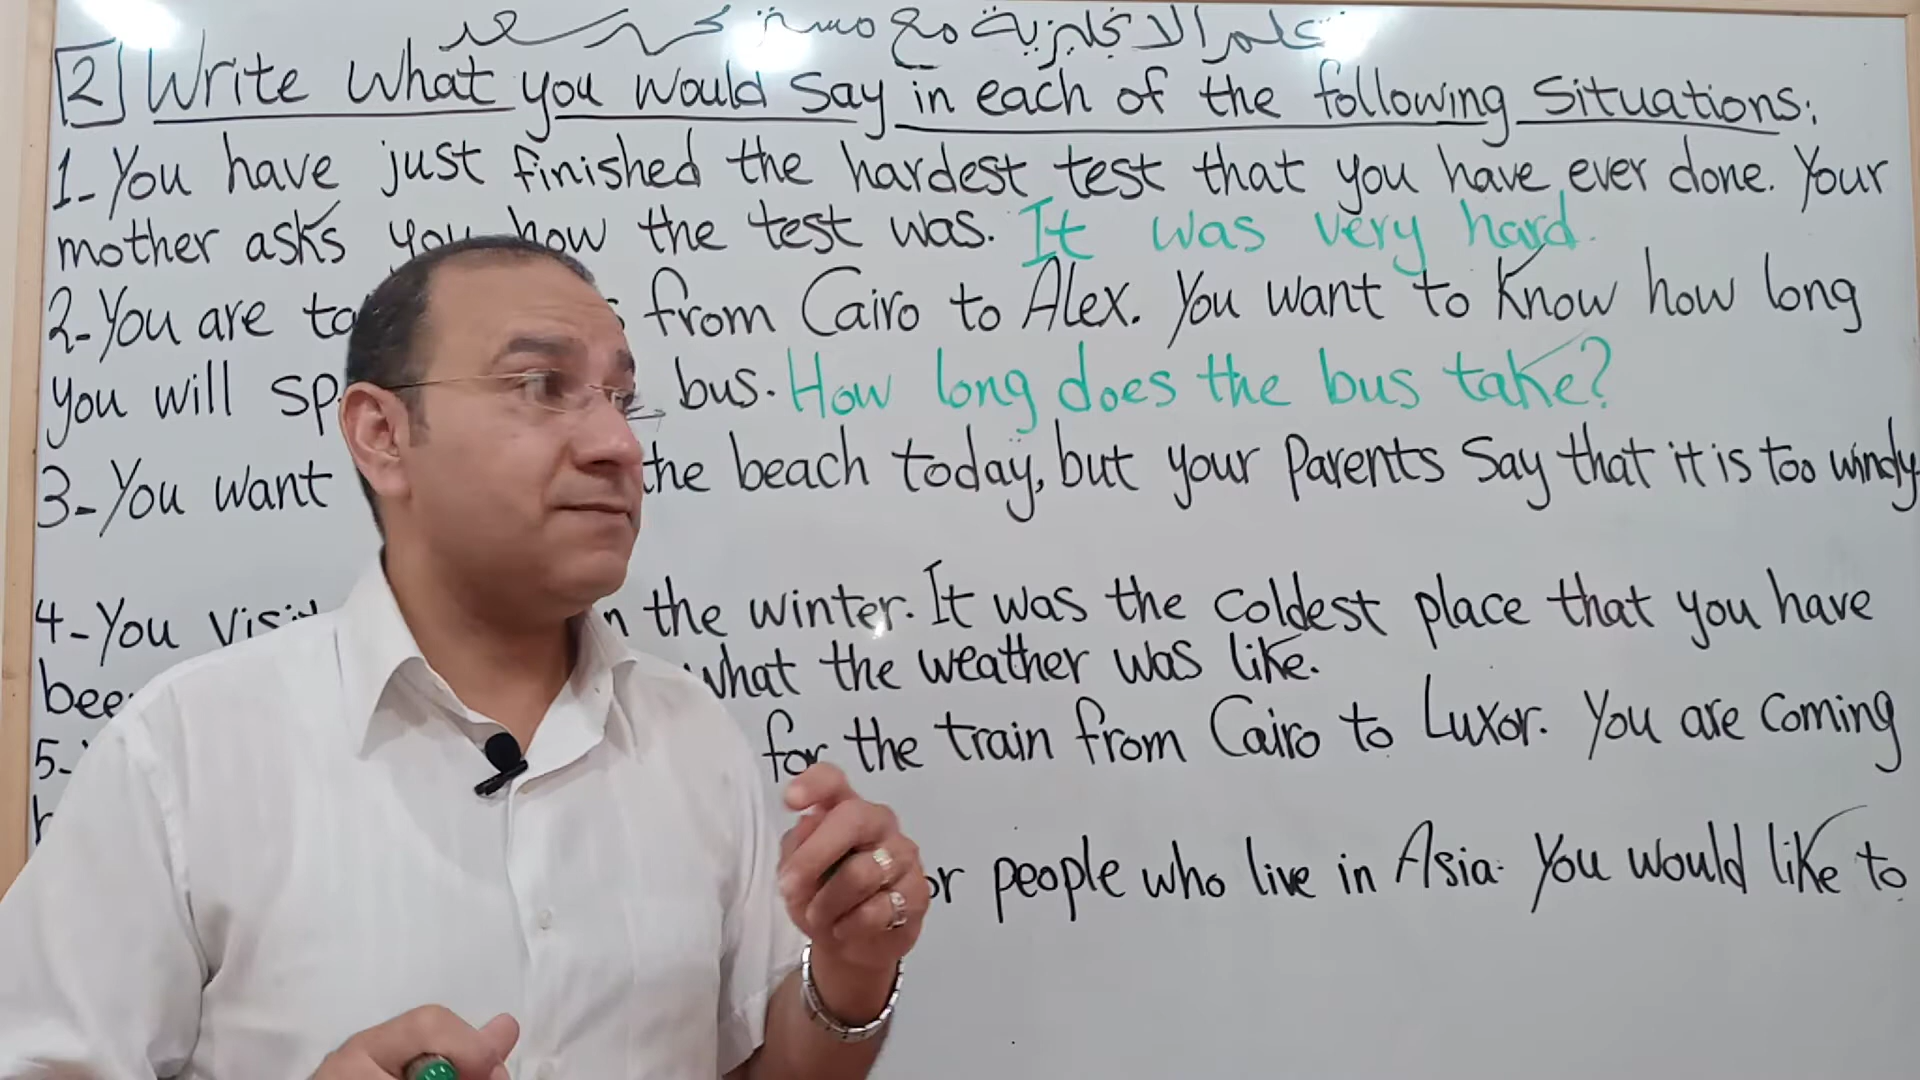 علم الانجليزية مع مستر محمد سعد
2 Write what you would say in each of the following situations:
1- You have just finished the hardest test that you have ever done. Your
mother asks you how the test was. It was very hard.
2- You are from Cairo to Alex. You want to know how long
you will bus. How long does the bus take?
3- You want the beach today, but your parents say that it is too windy
4- You the winter. It was the coldest place that you have
what the weather was like.
5- for the train from Cairo to Luxor. You are coming
people who live in Asia. You would like to